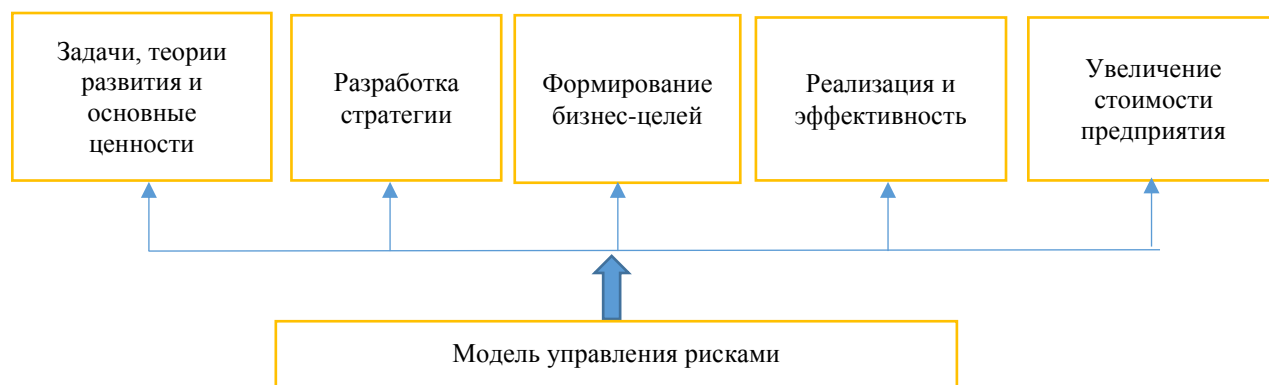 Задачи, теории
развития и
основные
ценности
Разработка
стратегии
Формирование
бизнес-целей
Реализация и
эффективность
Увеличение
стоимости
предприятия
Модель управления рисками